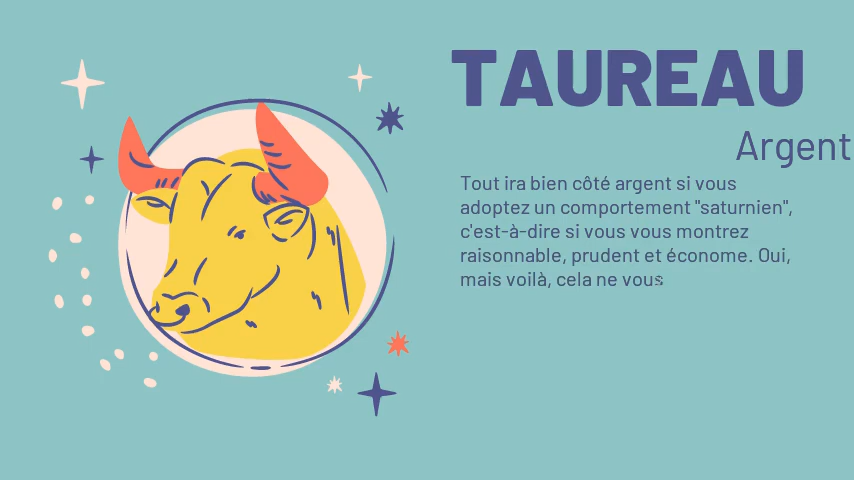 TAUREAU
Argent
Tout ira bien côté argent si vous
adoptez un comportement "saturnien",
c'est-à-dire si vous vous montrez
raisonnable, prudent et économe. Oui,
mais voilà, cela ne vous